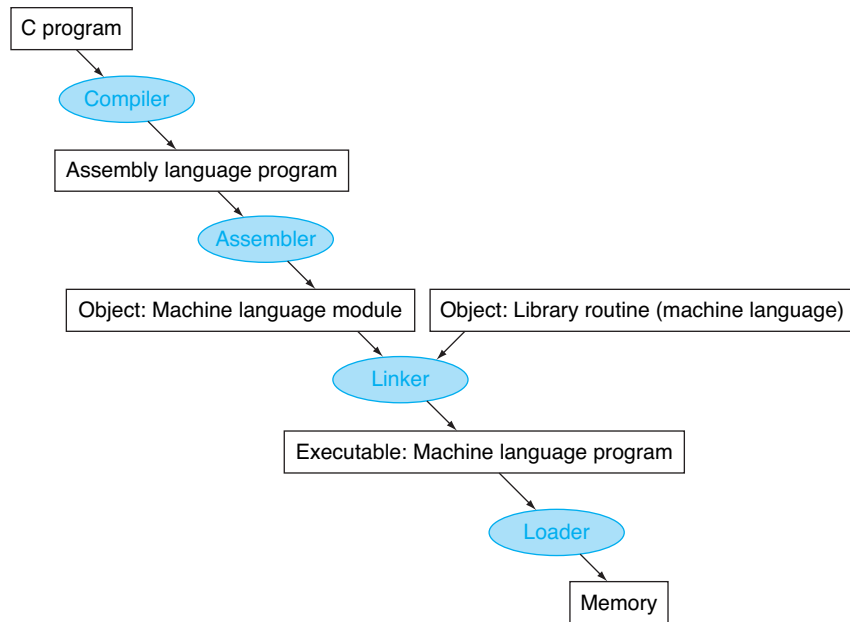 C program
Compiler
Assembly language program
Assembler
Object: Machine language module
Object: Library routine (machine language)
Linker
Executable: Machine language program
Loader
Memory